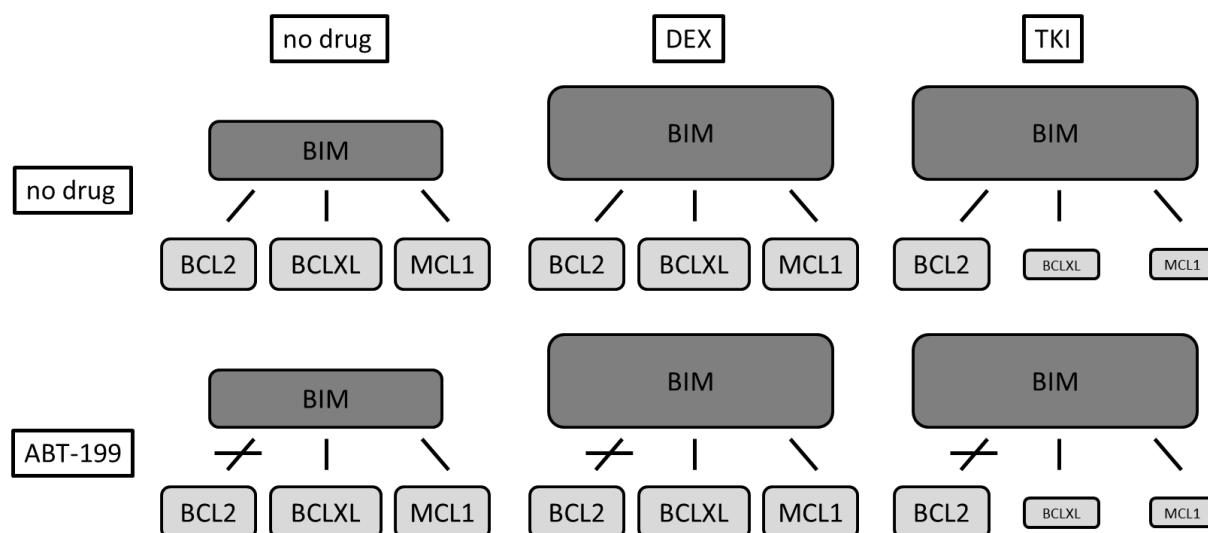 no drug
DEX
TKI
no drug
BIM
BIM
BIM
BCL2
BCLXL
MCL1
BCL2
BCLXL
MCL1
BCL2
BCLXL
MCL1
ABT-199
BIM
BIM
BIM
BCL2
BCLXL
MCL1
BCL2
BCLXL
MCL1
BCL2
BCLXL
MCL1